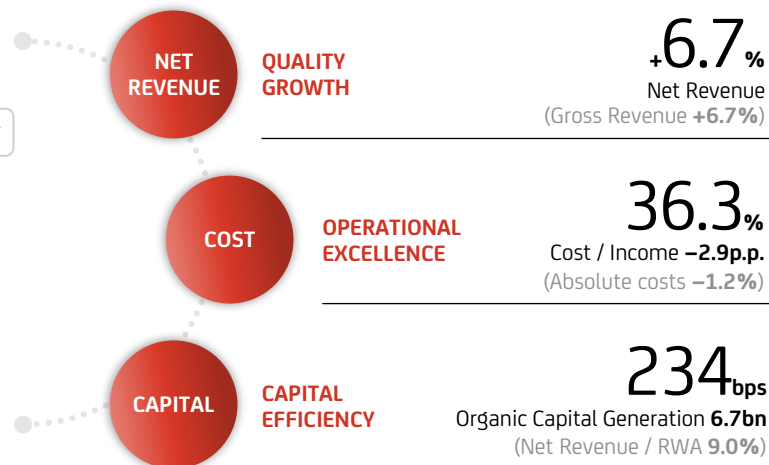 NET
REVENUE
QUALITY
GROWTH
+6.7%
Net Revenue
(Gross Revenue +6.7%)
COST
OPERATIONAL
EXCELLENCE
36.3%
Cost / Income −2.9p.p.
(Absolute costs −1.2%)
CAPITAL
CAPITAL
EFFICIENCY
234bps
Organic Capital Generation 6.7bn
(Net Revenue / RWA 9.0%)